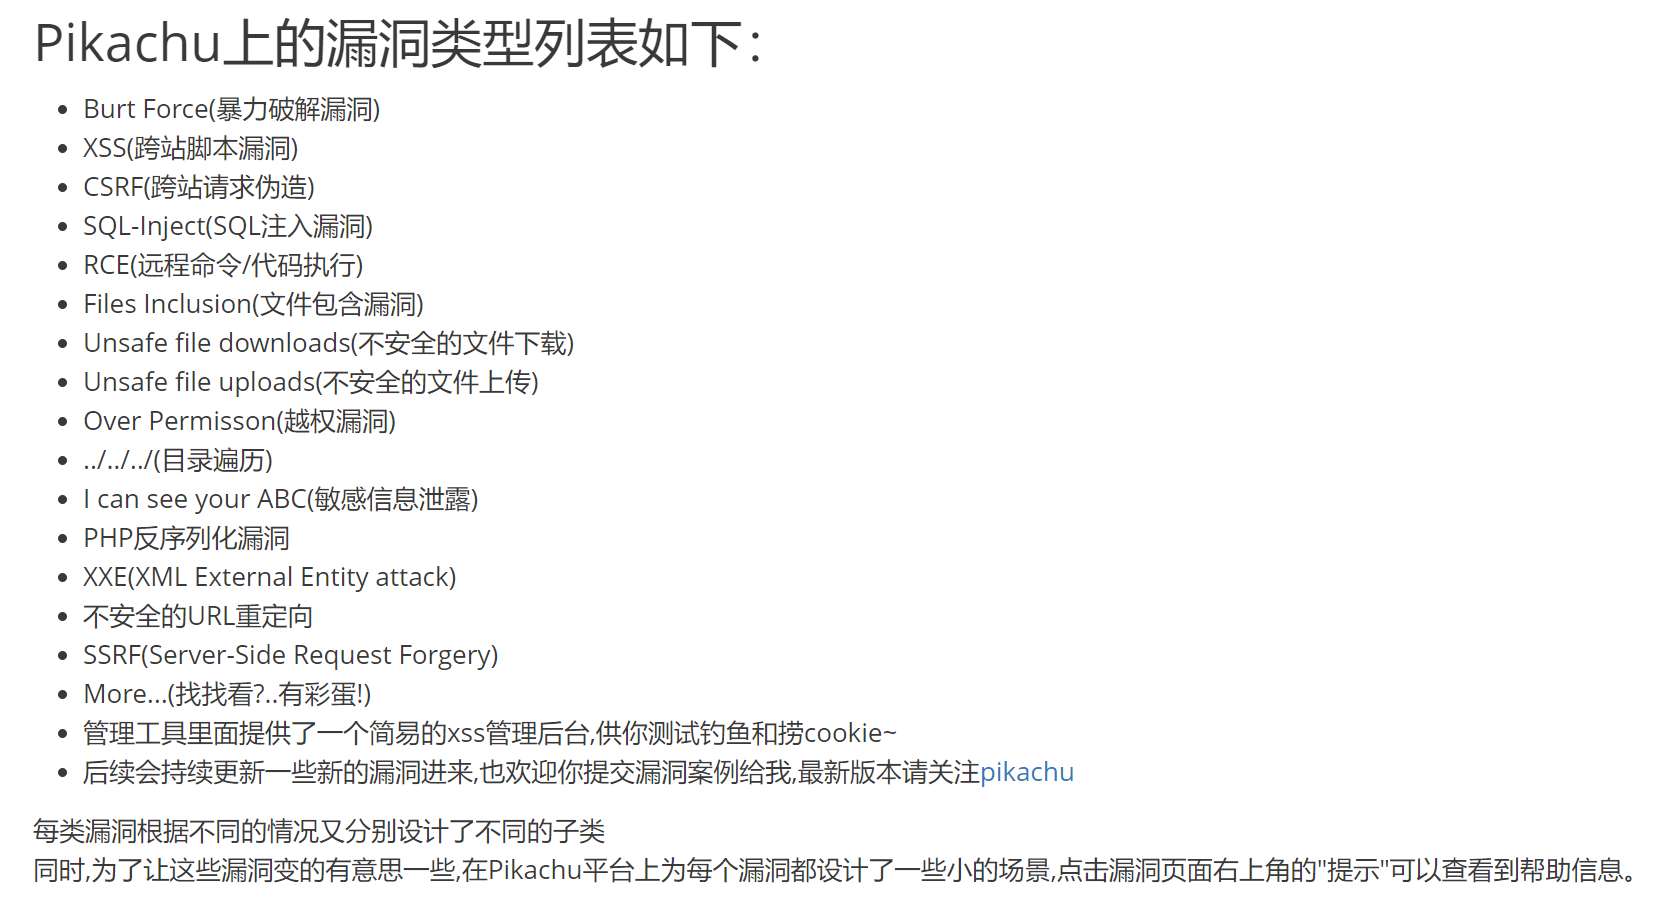 Pikachu上的漏洞类型列表如下：
Burt Force(暴力破解漏洞)
XSS(跨站脚本漏洞)
CSRF(跨站请求伪造)
SQL-Inject(SQL注入漏洞)
RCE(远程命令/代码执行)
Files Inclusion(文件包含漏洞)
Unsafe file downloads(不安全的文件下载)
Unsafe file uploads(不安全的文件上传)
Over Permisson(越权漏洞)
../../../(目录遍历)
I can see your ABC(敏感信息泄露)
PHP反序列化漏洞
XXE(XML External Entity attack)
不安全的URL重定向
SSRF(Server-Side Request Forgery)
More...(找找看?..有彩蛋!)
管理工具里面提供了一个简易的xss管理后台,供你测试钓鱼和捞cookie~
后续会持续更新一些新的漏洞进来,也欢迎你提交漏洞案例给我,最新版本请关注pikachu
每类漏洞根据不同的情况又分别设计了不同的子类
同时,为了让这些漏洞变的有意思一些,在Pikachu平台上为每个漏洞都设计了一些小的场景,点击漏洞页面右上角的"提示"可以查看到帮助信息。